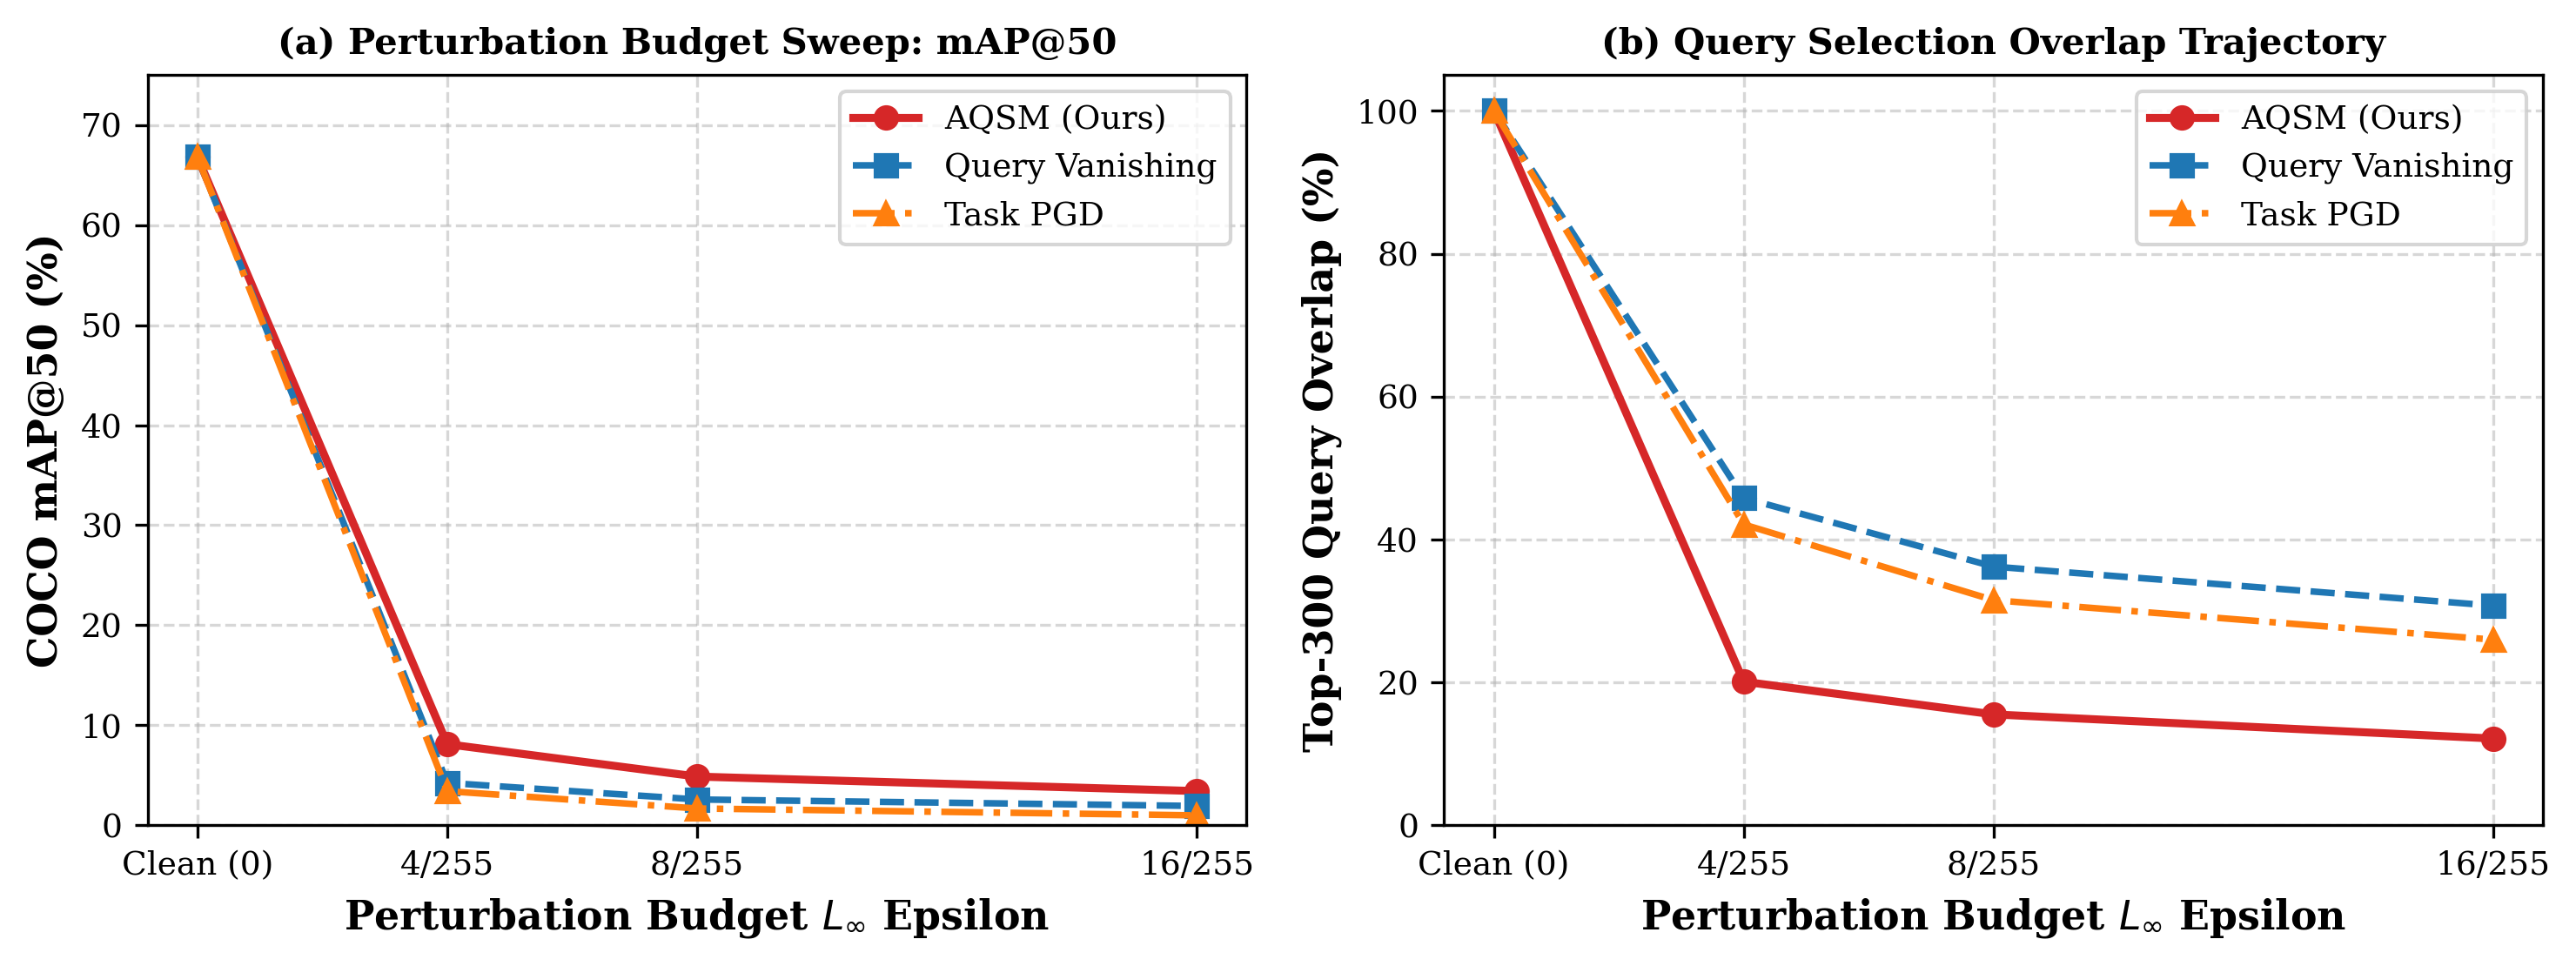 (a) Perturbation Budget Sweep: mAP@50
COCO mAP@50 (%)
70
60
50
40
30
20
10
0
AQSM (Ours)
Query Vanishing
Task PGD
Clean (0) 4/255 8/255 16/255
Perturbation Budget L∞ Epsilon
(b) Query Selection Overlap Trajectory
Top-300 Query Overlap (%)
100
80
60
40
20
0
AQSM (Ours)
Query Vanishing
Task PGD
Clean (0) 4/255 8/255 16/255
Perturbation Budget L∞ Epsilon